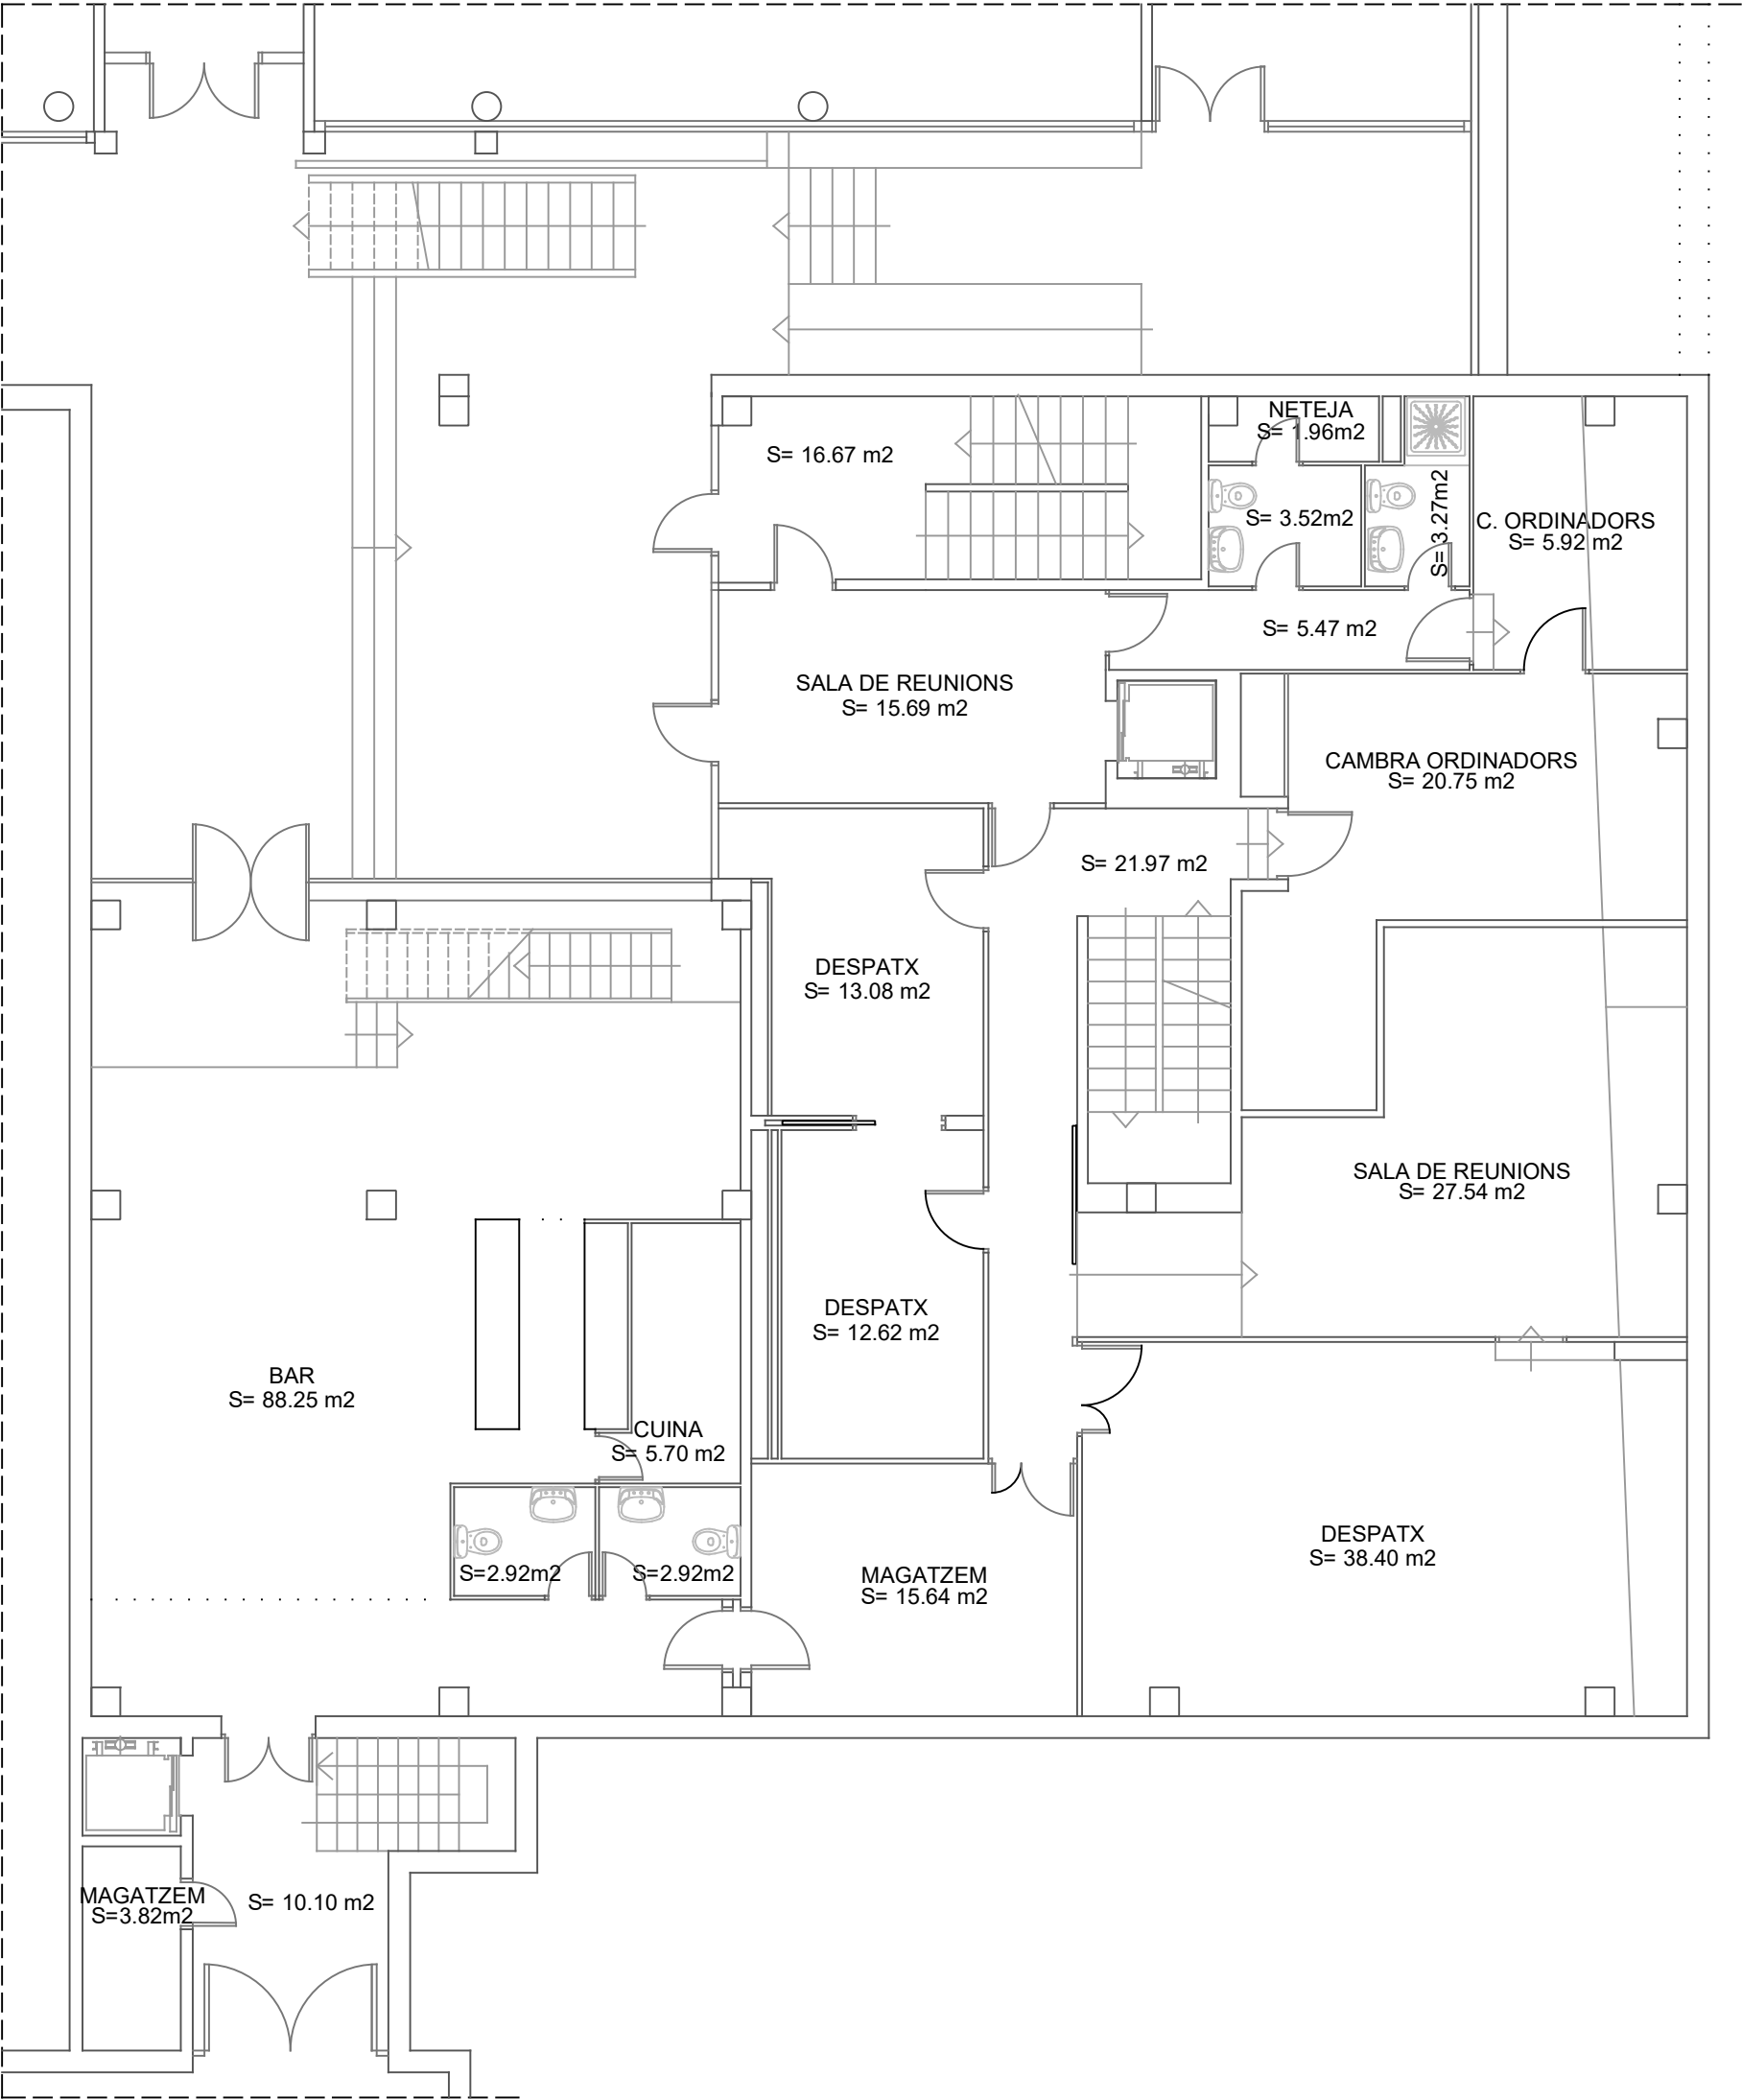 NETEJA
S= 1.96m2
S= 16.67 m2
S= 3.52m2
S= 3.27m2
C. ORDINADORS
S= 5.92 m2
S= 5.47 m2
SALA DE REUNIONS
S= 15.69 m2
CAMBRA ORDINADORS
S= 20.75 m2
S= 21.97 m2
DESPATX
S= 13.08 m2
SALA DE REUNIONS
S= 27.54 m2
DESPATX
S= 12.62 m2
BAR
S= 88.25 m2
CUINA
S= 5.70 m2
DESPATX
S= 38.40 m2
S=2.92m2
S=2.92m2
MAGATZEM
S= 15.64 m2
MAGATZEM
S=3.82m2
S= 10.10 m2